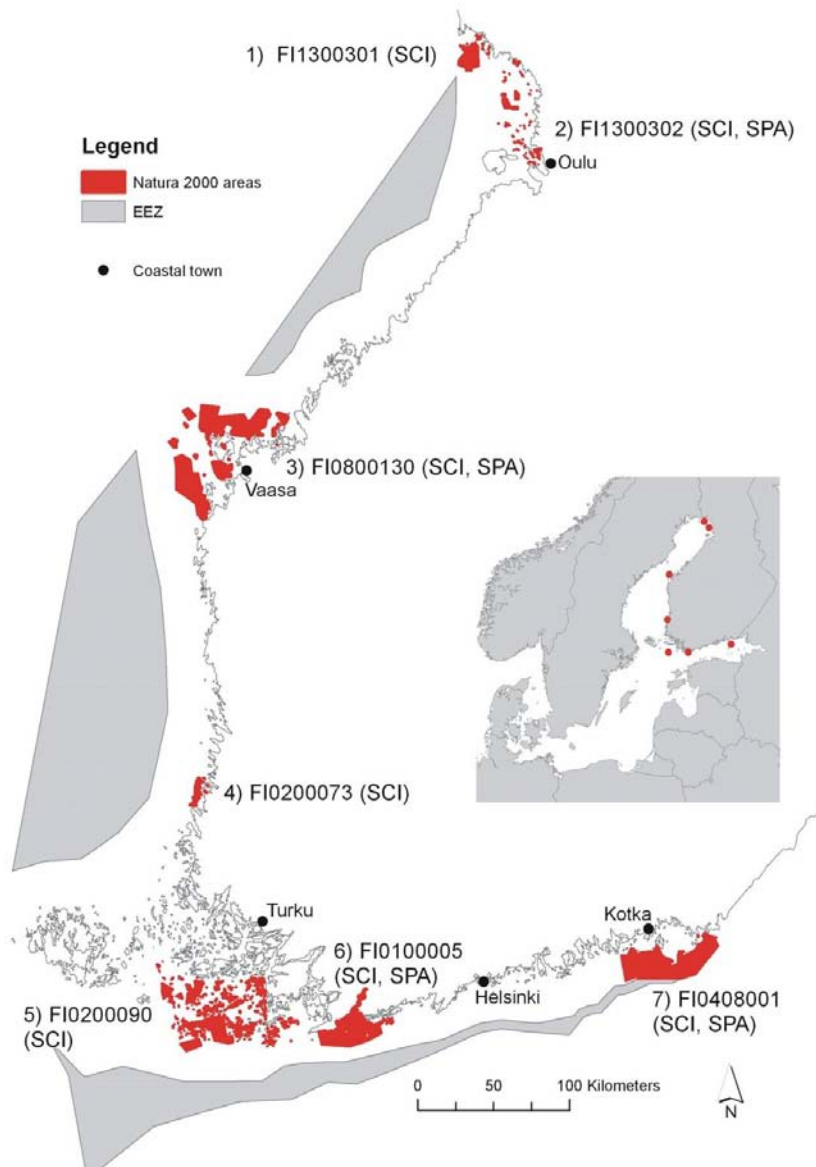 1) FI1300301 (SCI)
2) FI1300302 (SCI, SPA)
Oulu
Legend
Natura 2000 areas
EEZ
Coastal town
3) FI0800130 (SCI, SPA)
Vaasa
4) FI0200073 (SCI)
Turku
Kotka
6) FI0100005
(SCI, SPA)
Helsinki
5) FI0200090
(SCI)
7) FI0408001
(SCI, SPA)
0 50 100 Kilometers
N